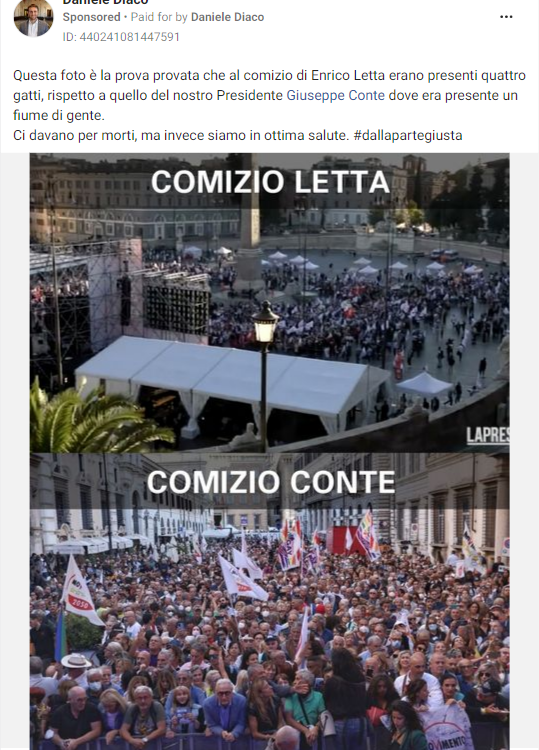 Daniele Diaco
Sponsored • Paid for by Daniele Diaco
ID: 440241081447591
Questa foto è la prova provata che al comizio di Enrico Letta erano presenti quattro
gatti, rispetto a quello del nostro Presidente Giuseppe Conte dove era presente un
fiume di gente.
Ci davano per morti, ma invece siamo in ottima salute. #dallapartegiusta
COMIZIO LETTA
LAPRES
COMIZIO CONTE
2050
VIMENTO